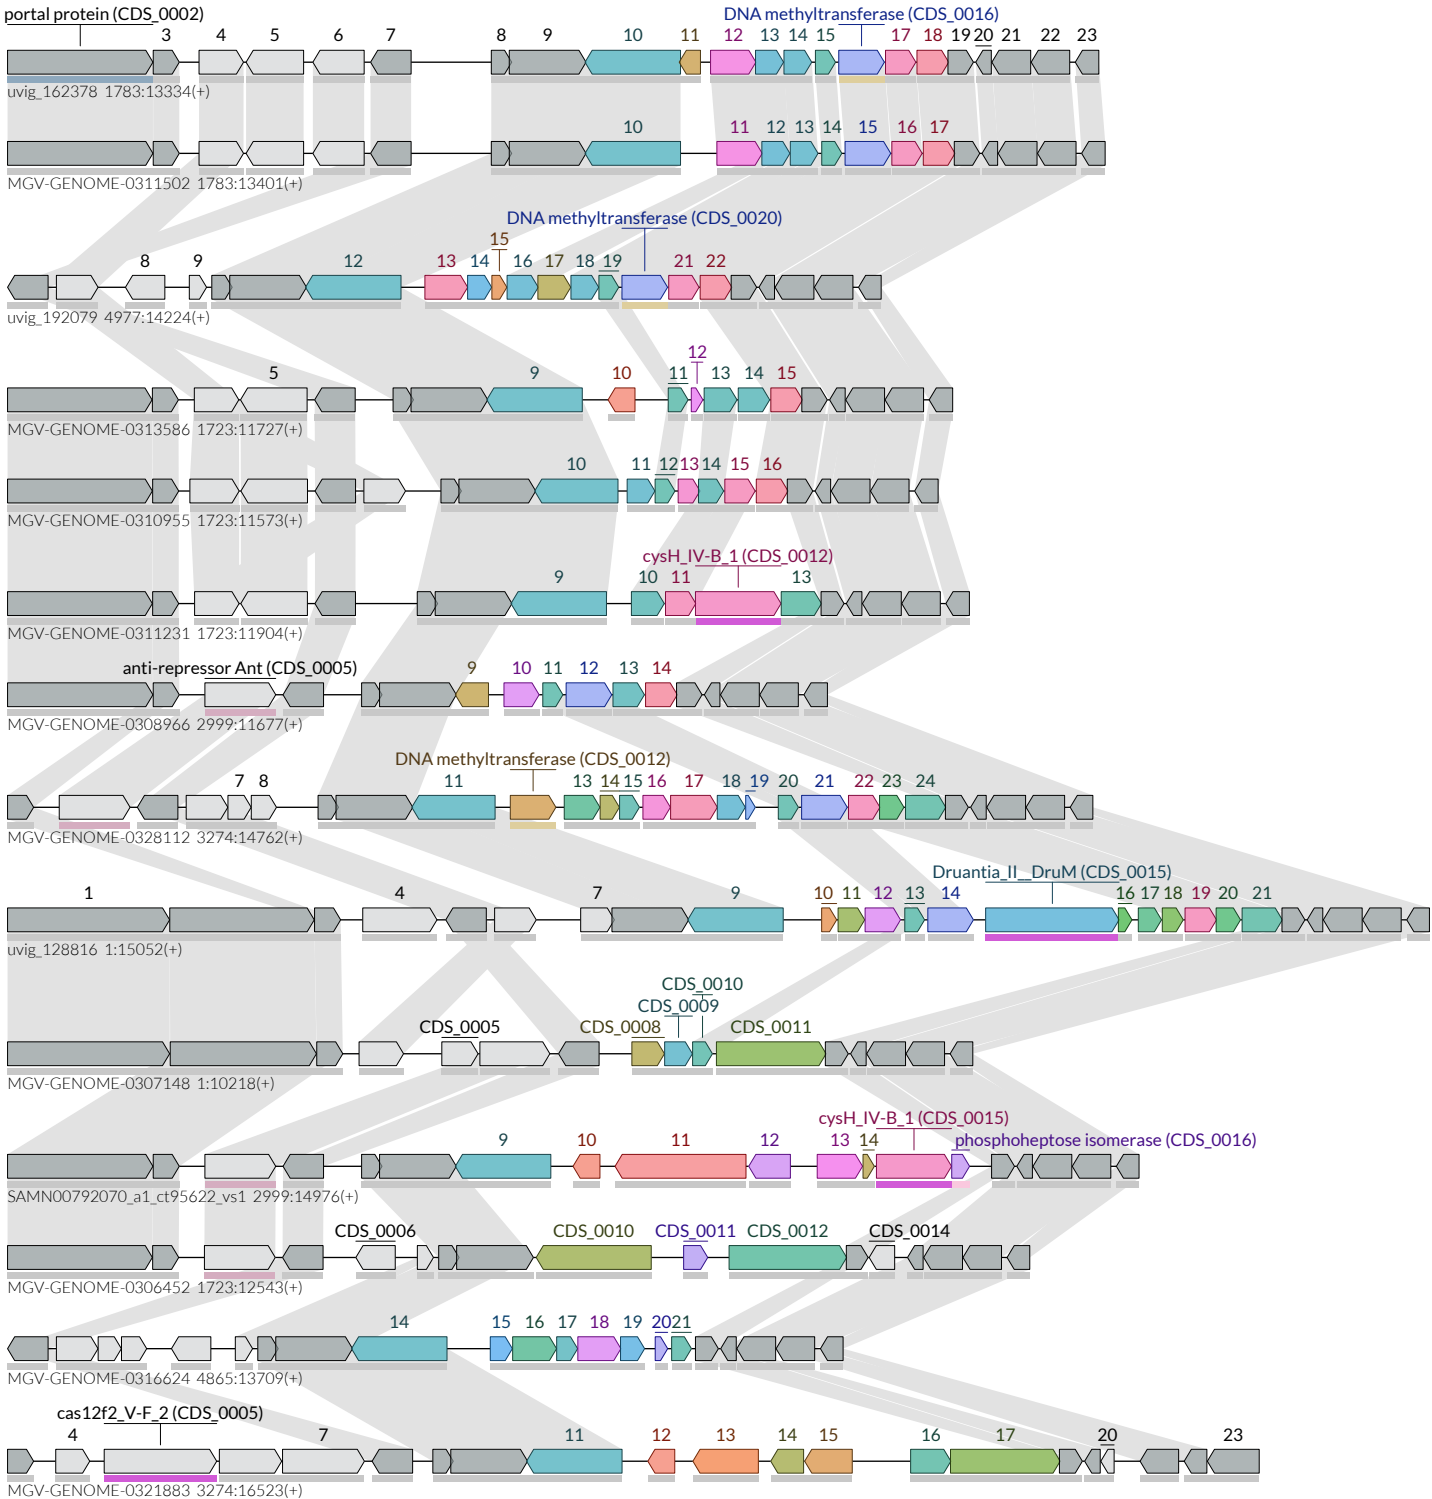 portal protein (CDS_0002) DNA methyltransferase (CDS_0016)
3 4 5 6 7 8 9 10 11 12 13 14 15 17 18 19 20 21 22 23
uvig_162378 1783:13334(+)
10 11 12 13 14 15 16 17
MGV-GENOME-0311502 1783:13401(+)
DNA methyltransferase (CDS_0020)
8 9 12 13 14 15 16 17 18 19 21 22
uvig_192079 4977:14224(+)
5 9 10 11 12 13 14 15
MGV-GENOME-0313586 1723:11727(+)
10 11 12 13 14 15 16
MGV-GENOME-0310955 1723:11573(+)
cysH_IV-B_1 (CDS_0012)
9 10 11 13
MGV-GENOME-0311231 1723:11904(+)
anti-repressor Ant (CDS_0005) 9 10 11 12 13 14
MGV-GENOME-0308966 2999:11677(+)
DNA methyltransferase (CDS_0012)
7 8 11 13 14 15 16 17 18 19 20 21 22 23 24
MGV-GENOME-0328112 3274:14762(+)
Druantia_II__DruM (CDS_0015)
1 4 7 9 10 11 12 13 14 16 17 18 19 20 21
uvig_128816 1:15052(+)
CDS_0010
CDS_0009
CDS_0005 CDS_0008 CDS_0011
MGV-GENOME-0307148 1:10218(+)
cysH_IV-B_1 (CDS_0015)
9 10 11 12 13 14 phosphoheptose isomerase (CDS_0016)
SAMN00792070_a1_ct95622_vs1 2999:14976(+)
CDS_0006 CDS_0010 CDS_0011 CDS_0012 CDS_0014
MGV-GENOME-0306452 1723:12543(+)
14 15 16 17 18 19 20 21
MGV-GENOME-0316624 4865:13709(+)
cas12f2_V-F_2 (CDS_0005)
4 7 11 12 13 14 15 16 17 20 23
MGV-GENOME-0321883 3274:16523(+)